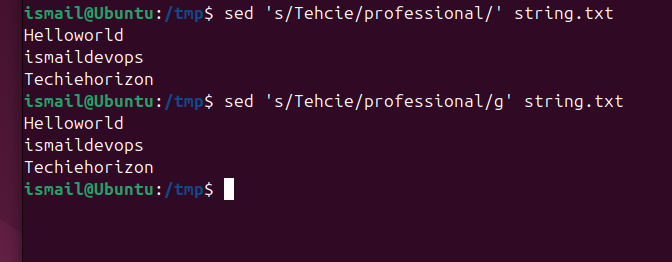 ismail@Ubuntu:/tmp$ sed 's/Tehcie/professional/' string.txt
Helloworld
ismaildevops
Techiehorizon
ismail@Ubuntu:/tmp$ sed 's/Tehcie/professional/g' string.txt
Helloworld
ismaildevops
Techiehorizon
ismail@Ubuntu:/tmp$